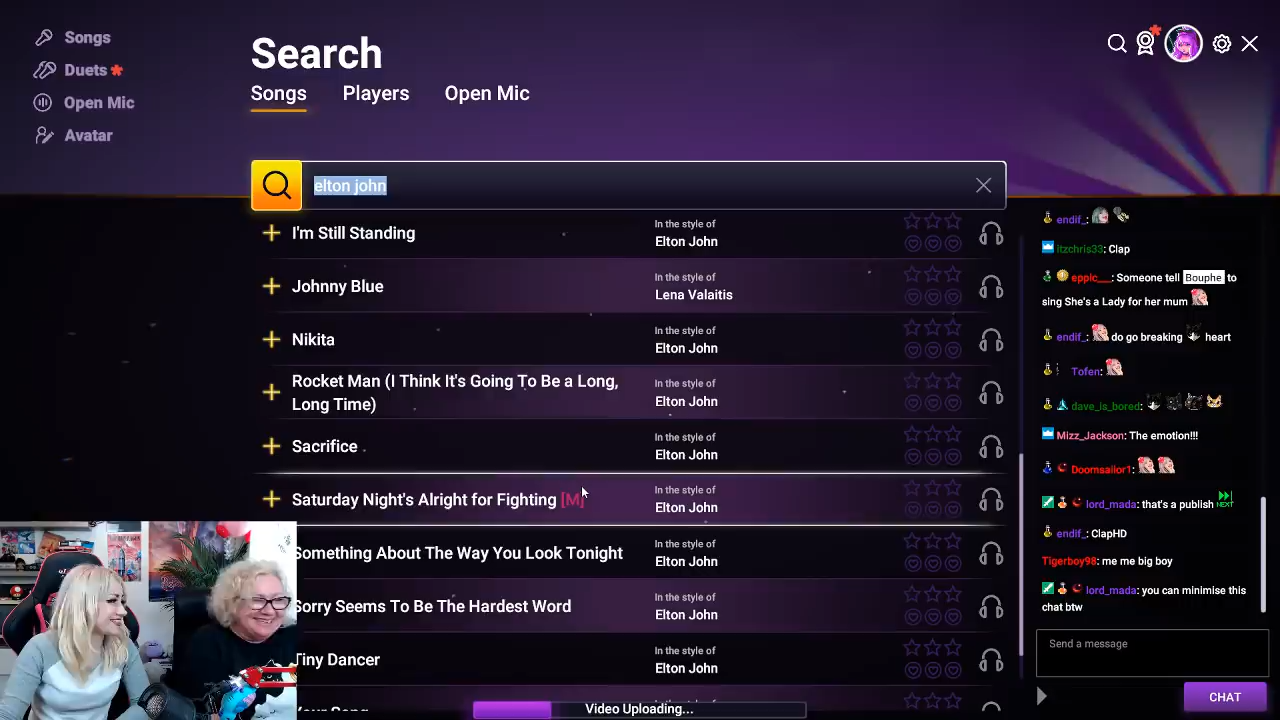 Songs
Duets
Open Mic
Avatar
Search
Songs Players Open Mic
elton john
I'm Still Standing
In the style of
Elton John
Johnny Blue
In the style of
Lena Valaitis
Nikita
In the style of
Elton John
Rocket Man (I Think It's Going To Be a Long,
Long Time)
In the style of
Elton John
Sacrifice
In the style of
Elton John
Saturday Night's Alright for Fighting [M]
In the style of
Elton John
Something About The Way You Look Tonight
In the style of
Elton John
Sorry Seems To Be The Hardest Word
In the style of
Elton John
Tiny Dancer
In the style of
Elton John
Your Song
Video Uploading...
endif_:
itzchris33: Clap
eppic___: Someone tell Bouphe to
sing She's a Lady for her mum
endif_: do go breaking heart
Tofen:
dave_is_bored:
Mizz_Jackson: The emotion!!!
Doomsailor1:
lord_mada: that's a publish NEXT
endif_: ClapHD
Tigerboy98: me me big boy
lord_mada: you can minimise this
chat btw
Send a message
CHAT